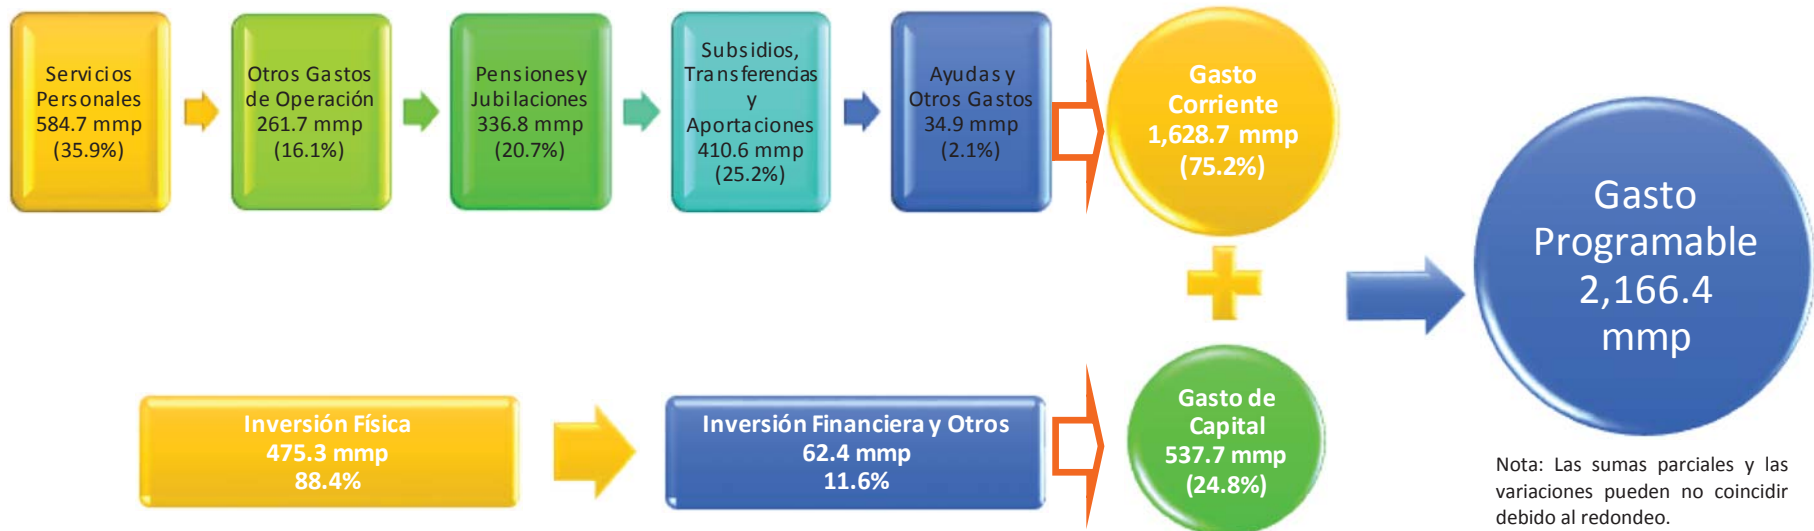 Servicios
Personales
584.7 mmp
(35.9%)
Otros Gastos
de Operación
261.7 mmp
(16.1%)
Pensiones y
Jubilaciones
336.8 mmp
(20.7%)
Subsidios,
Transferencias
y
Aportaciones
410.6 mmp
(25.2%)
Ayudas y
Otros Gastos
34.9 mmp
(2.1%)
Gasto
Corriente
1,628.7 mmp
(75.2%)
Gasto
Programable
2,166.4
mmp
Inversión Física
475.3 mmp
88.4%
Inversión Financiera y Otros
62.4 mmp
11.6%
Gasto de
Capital
537.7 mmp
(24.8%)
Nota: Las sumas parciales y las
variaciones pueden no coincidir
debido al redondeo.